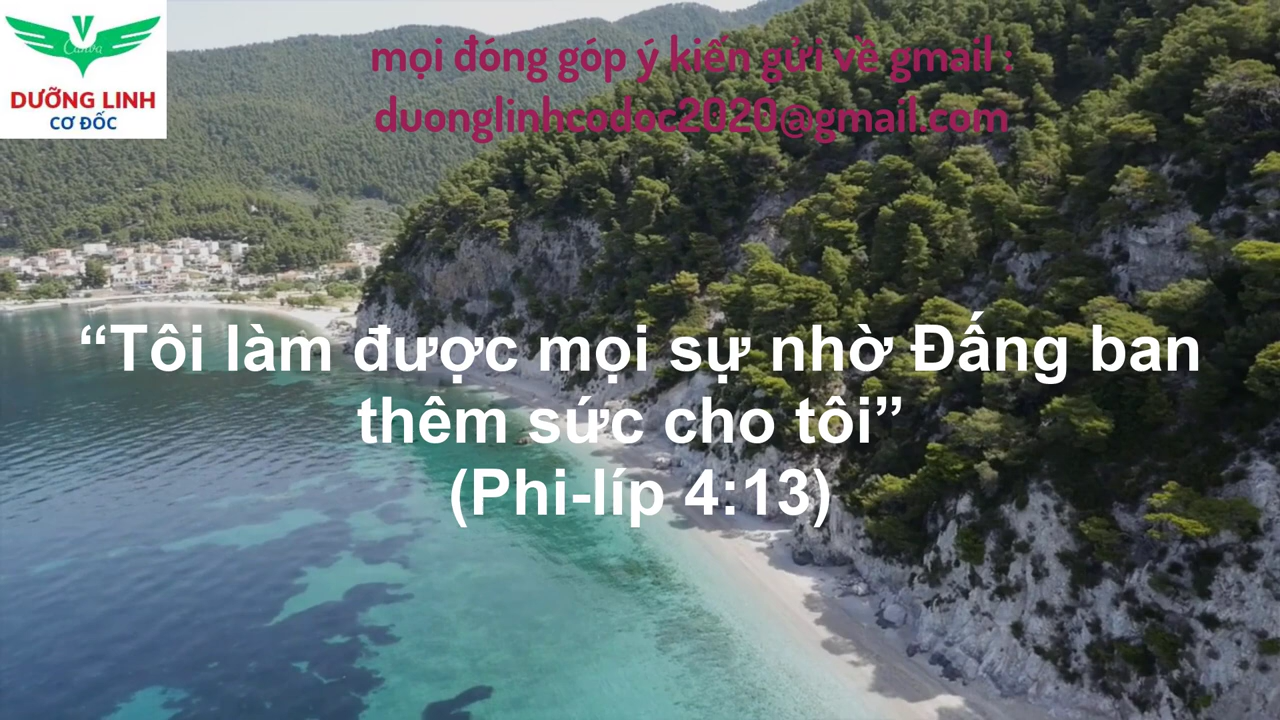 V
Canva
DƯỠNG LINH
CƠ ĐỐC
mọi đóng góp ý kiến gửi về gmail :
duonglinhcodoc2020@gmail.com
“Tôi làm được mọi sự nhờ Đấng ban
thêm sức cho tôi”
(Phi-líp 4:13)